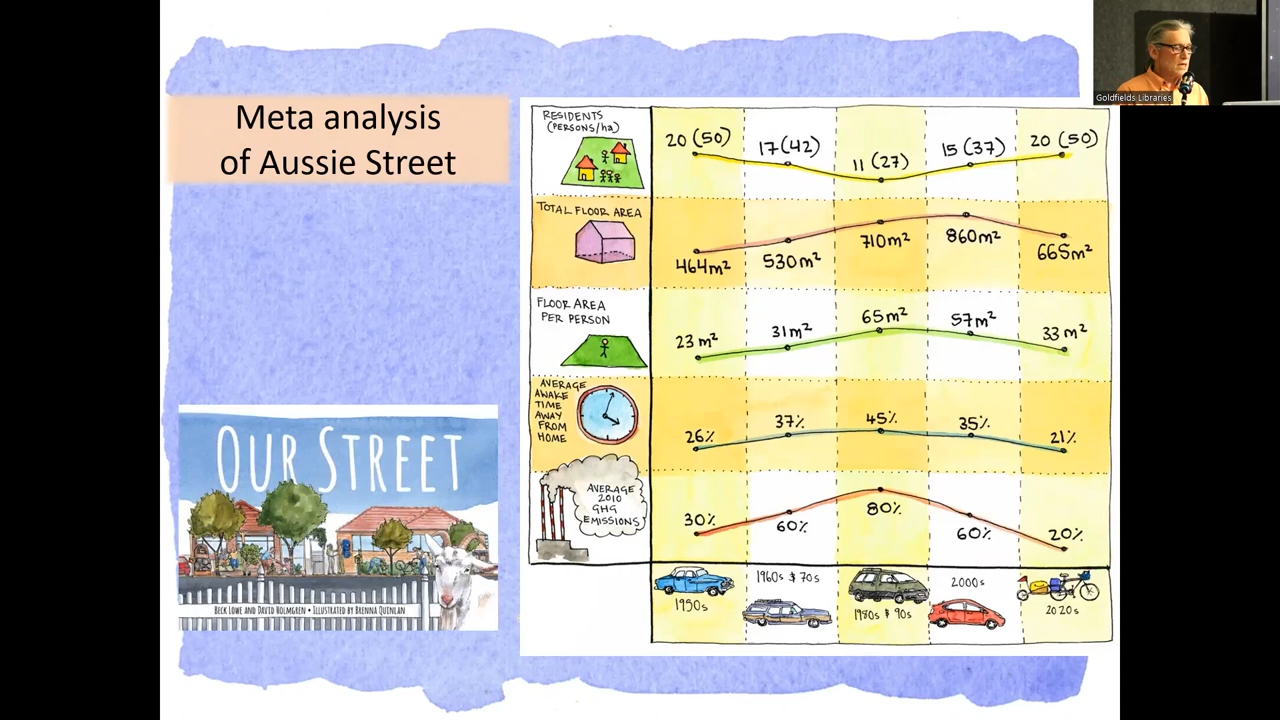 Meta analysis
of Aussie Street
Goldfields Libraries
RESIDENTS
(PERSONS/ha)
20 (50)
17 (42)
11 (27)
15 (37)
20 (50)
TOTAL FLOOR AREA
464m²
530m²
710m²
860m²
665m²
FLOOR AREA
PER PERSON
23 m²
31m²
65m²
57m²
33 m²
AVERAGE
AWAKE
TIME
AWAY
FROM
HOME
26%
37%
45%
35%
21%
AVERAGE
2010
GHG
EMISSIONS
30%
60%
80%
60%
20%
1950s
1960s & 70s
1980s & 90s
2000s
2020s
OUR STREET
BECK LOWE AND DAVID HOLMGREN • ILLUSTRATED BY BRENNA QUINLAN